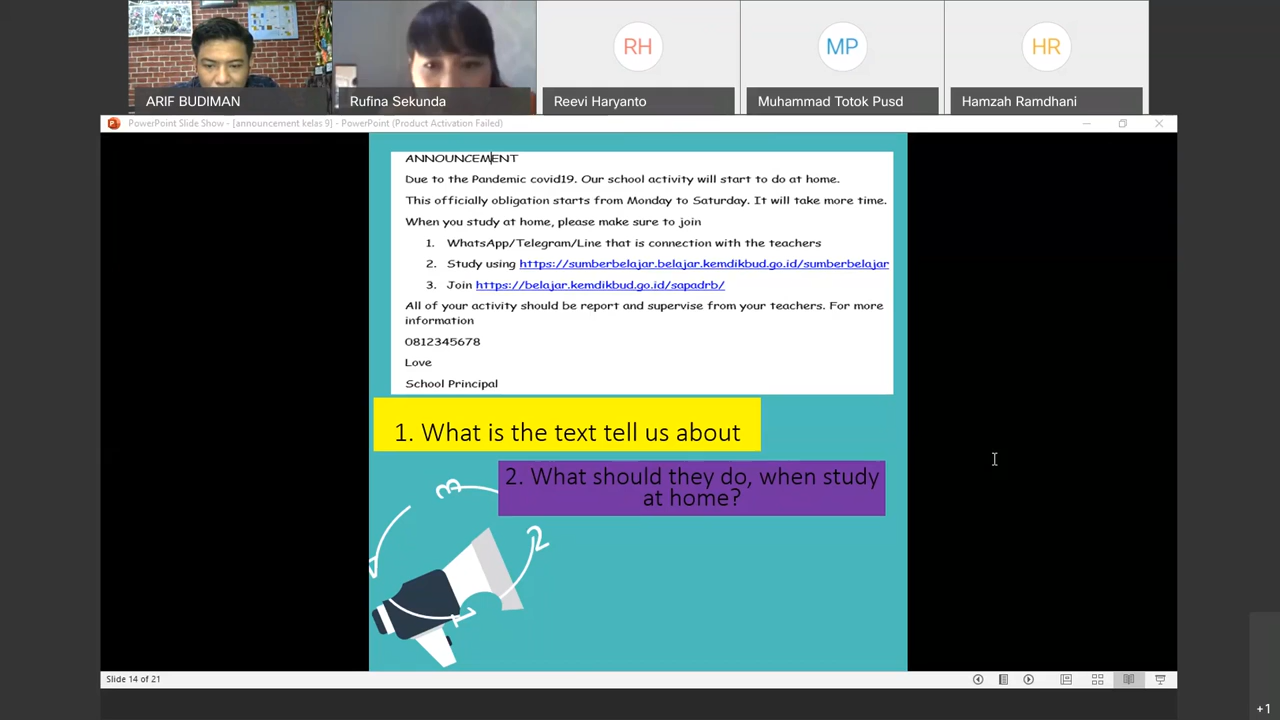 RH
MP
HR
ARIF BUDIMAN
Rufina Sekunda
Reevi Haryanto
Muhammad Totok Pusd
Hamzah Ramdhani
PowerPoint Slide Show - [announcement kelas 9] - PowerPoint (Product Activation Failed)
ANNOUNCEMENT
Due to the Pandemic covid19. Our school activity will start to do at home.
This officially obligation starts from Monday to Saturday. It will take more time.
When you study at home, please make sure to join
1. WhatsApp/Telegram/Line that is connection with the teachers
2. Study using https://sumberbelajar.belajar.kemdikbud.go.id/sumberbelajar
3. Join https://belajar.kemdikbud.go.id/sapadrb/
All of your activity should be report and supervise from your teachers. For more
information
0812345678
Love
School Principal
1. What is the text tell us about
2. What should they do, when study
at home?
3
2
1
Slide 14 of 21
+1